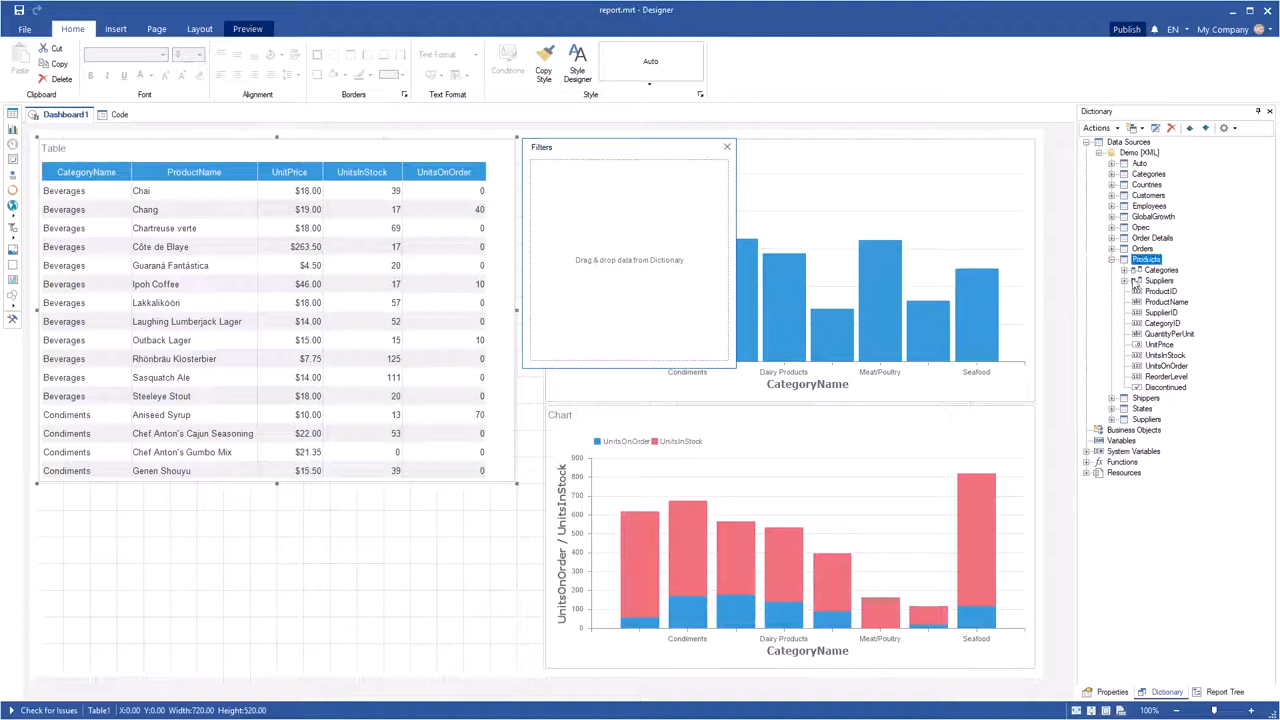 report.mrt - Designer
File Home Insert Page Layout Preview
Publish EN My Company
Paste Cut Copy Delete
Clipboard
Font
Alignment
Borders
Text Format
Text Format
Conditions Copy Style Style Designer
Auto
Style
Dashboard1 Code
Table
CategoryName ProductName UnitPrice UnitsInStock UnitsOnOrder
Beverages Chai $18.00 39 0
Beverages Chang $19.00 17 40
Beverages Chartreuse verte $18.00 69 0
Beverages Côte de Blaye $263.50 17 0
Beverages Guaraná Fantástica $4.50 20 0
Beverages Ipoh Coffee $46.00 17 10
Beverages Lakkalikööri $18.00 57 0
Beverages Laughing Lumberjack Lager $14.00 52 0
Beverages Outback Lager $15.00 15 10
Beverages Rhönbräu Klosterbier $7.75 125 0
Beverages Sasquatch Ale $14.00 111 0
Beverages Steeleye Stout $18.00 20 0
Condiments Aniseed Syrup $10.00 13 70
Condiments Chef Anton's Cajun Seasoning $22.00 53 0
Condiments Chef Anton's Gumbo Mix $21.35 0 0
Condiments Genen Shouyu $15.50 39 0
Filters
Drag & drop data from Dictionary
Condiments Dairy Products Meat/Poultry Seafood
CategoryName
Chart
UnitsOnOrder UnitsInStock
UnitsOnOrder / UnitsInStock
900
800
700
600
500
400
300
200
100
0
Condiments Dairy Products Meat/Poultry Seafood
CategoryName
Dictionary
Actions
Data Sources
Demo [XML]
Auto
Categories
Countries
Customers
Employees
GlobalGrowth
Opec
Order Details
Orders
Products
Categories
Suppliers
ProductID
ProductName
SupplierID
CategoryID
QuantityPerUnit
UnitPrice
UnitsInStock
UnitsOnOrder
ReorderLevel
Discontinued
Shippers
States
Suppliers
Business Objects
Variables
System Variables
Functions
Resources
Properties Dictionary Report Tree
Check for Issues Table1 X:0.00 Y:0.00 Width:720.00 Height:520.00 100%